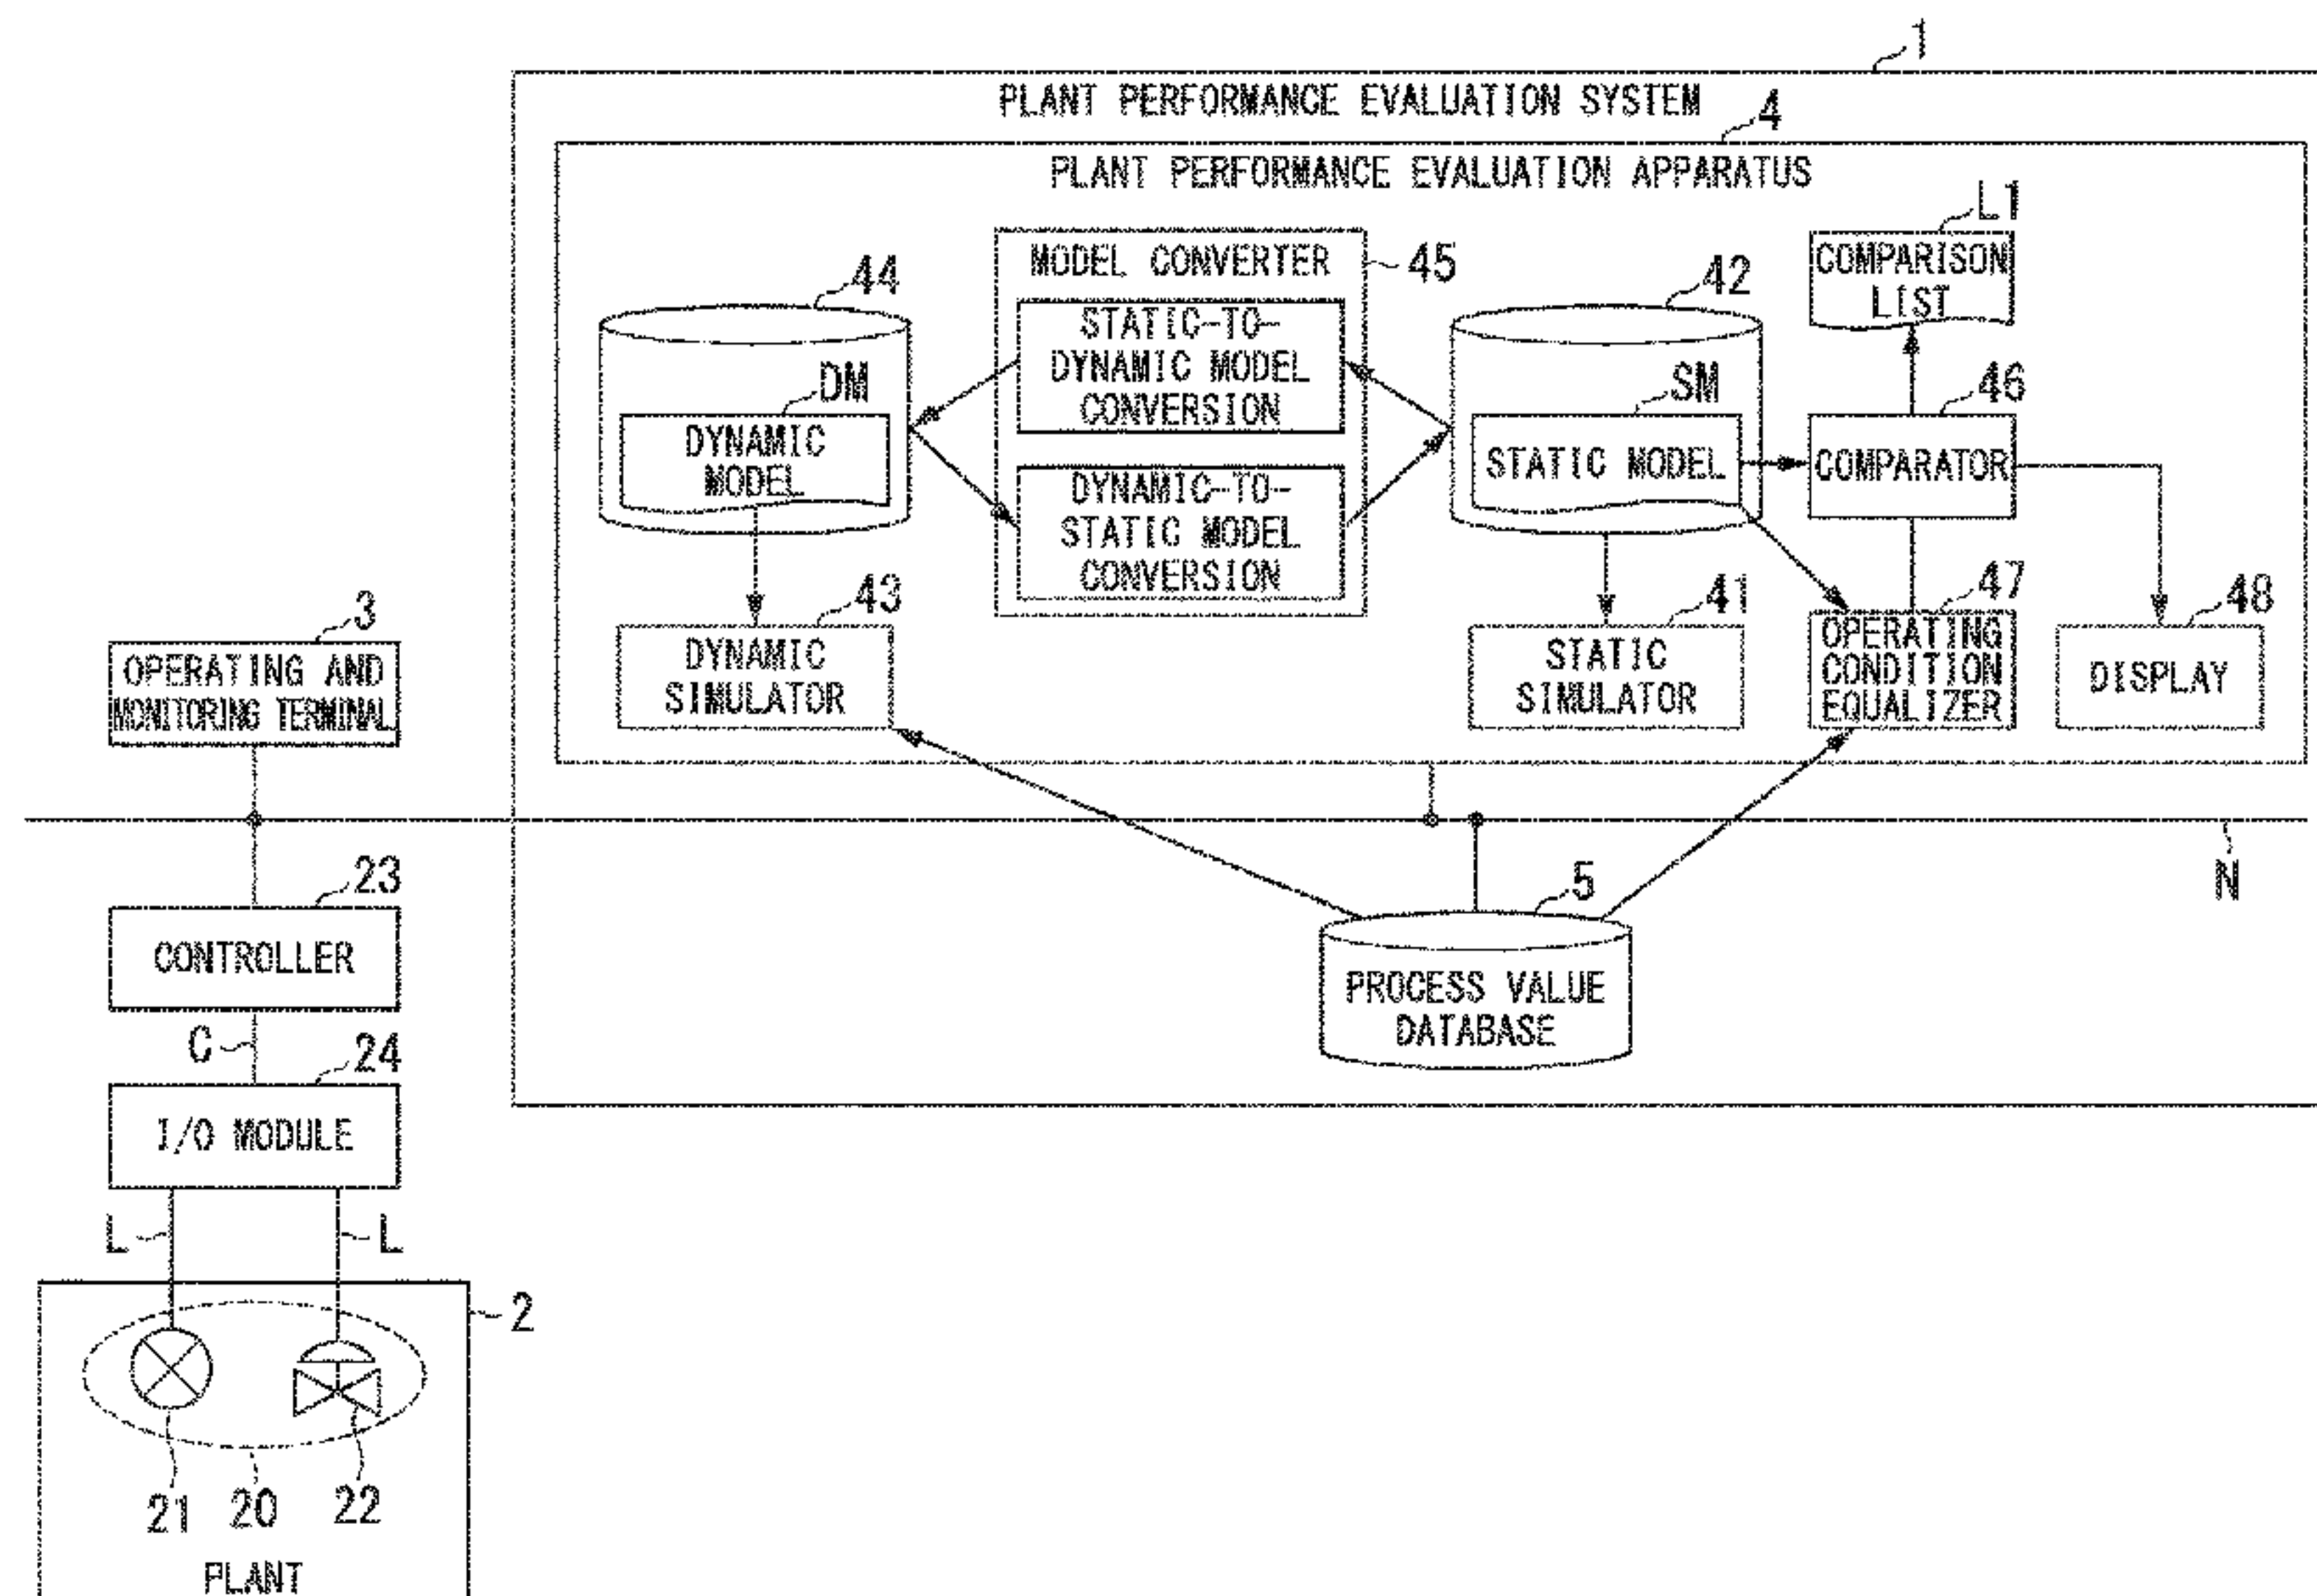 1
PLANT PERFORMANCE EVALUATION SYSTEM
4
PLANT PERFORMANCE EVALUATION APPARATUS
44
DM
DYNAMIC
MODEL
MODEL CONVERTER
45
STATIC-TO-
DYNAMIC MODEL
CONVERSION
DYNAMIC-TO-
STATIC MODEL
CONVERSION
42
SM
STATIC MODEL
L1
COMPARISON
LIST
46
COMPARATOR
43
DYNAMIC
SIMULATOR
41
STATIC
SIMULATOR
47
OPERATING
CONDITION
EQUALIZER
48
DISPLAY
3
OPERATING AND
MONITORING TERMINAL
N
5
PROCESS VALUE
DATABASE
23
CONTROLLER
C
24
I/O MODULE
L
L
2
21
20
22
PLANT